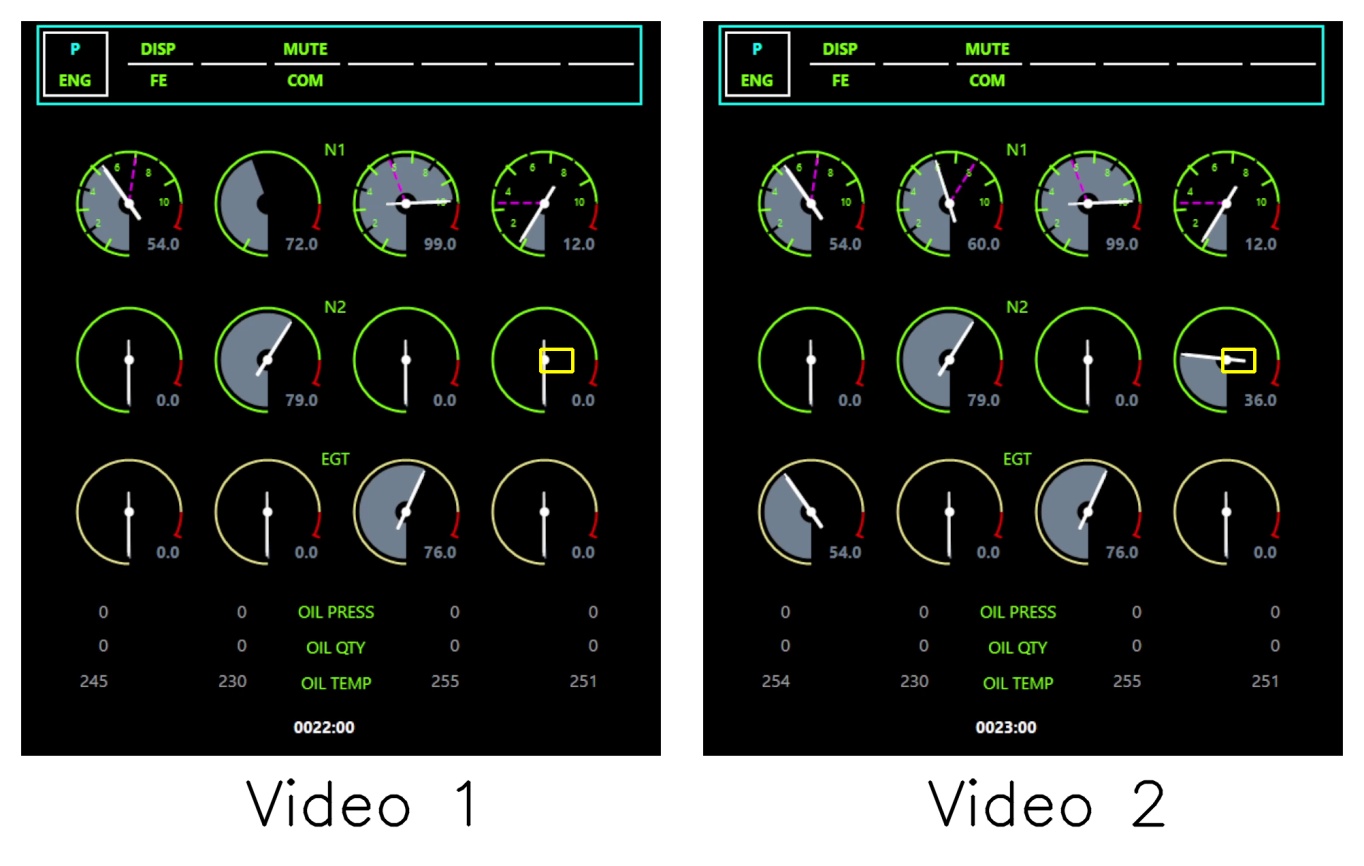 P DISP MUTE
ENG FE COM
P DISP MUTE
ENG FE COM
N1
2 4 6 8 10
54.0
72.0
2 4 6 8 10
99.0
2 4 6 8 10
12.0
N2
0.0 79.0 0.0 0.0
EGT
0.0 0.0 76.0 0.0
0 0 OIL PRESS 0 0
0 0 OIL QTY 0 0
245 230 OIL TEMP 255 251
0022:00
N1
2 4 6 8 10
54.0
2 4 6 8 10
60.0
2 4 6 8 10
99.0
2 4 6 8 10
12.0
N2
0.0 79.0 0.0 36.0
EGT
54.0 0.0 76.0 0.0
0 0 OIL PRESS 0 0
0 0 OIL QTY 0 0
254 230 OIL TEMP 255 251
0023:00
Video 1
Video 2